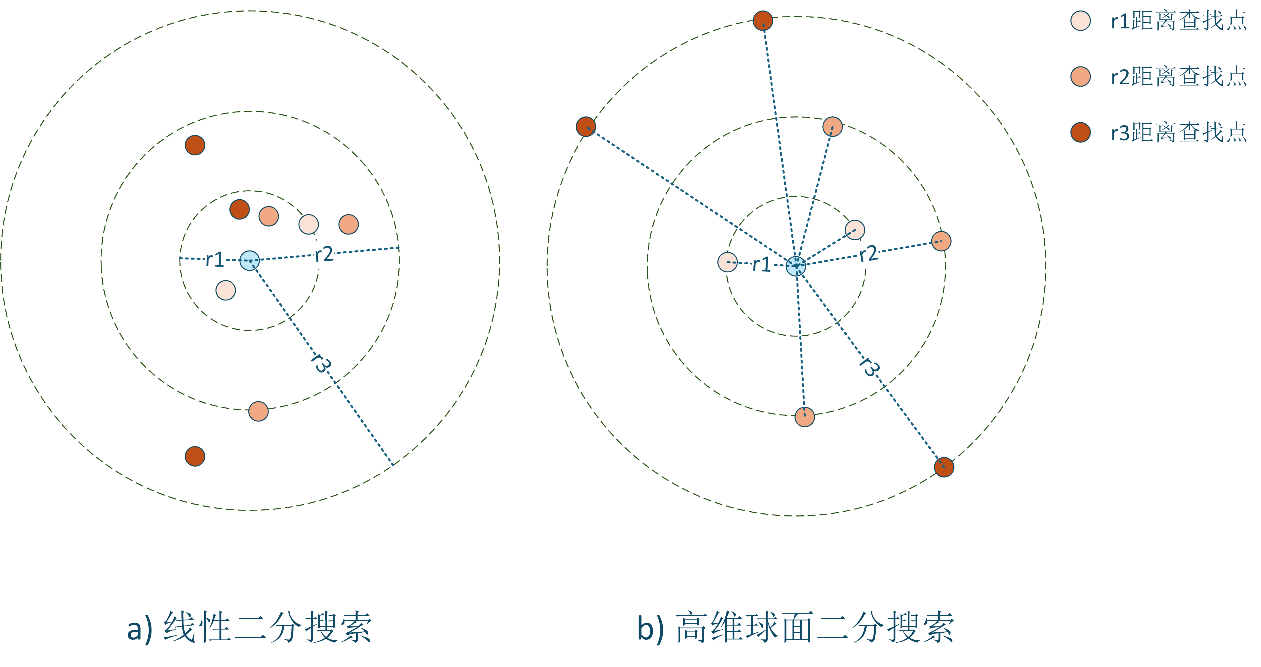 r1距离查找点
r2距离查找点
r3距离查找点
r1
r2
r3
r1
r2
r3
a) 线性二分搜索
b) 高维球面二分搜索